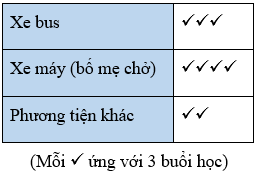 Xe bus ✓✓✓
Xe máy (bố mẹ chở) ✓✓✓✓
Phương tiện khác ✓✓
(Mỗi ✓ ứng với 3 buổi học)